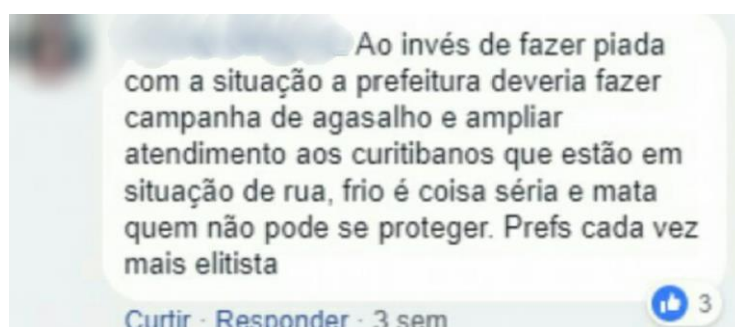 Ao invés de fazer piada
com a situação a prefeitura deveria fazer
campanha de agasalho e ampliar
atendimento aos curitibanos que estão em
situação de rua, frio é coisa séria e mata
quem não pode se proteger. Prefs cada vez
mais elitista
3
Curtir · Responder · 3 sem